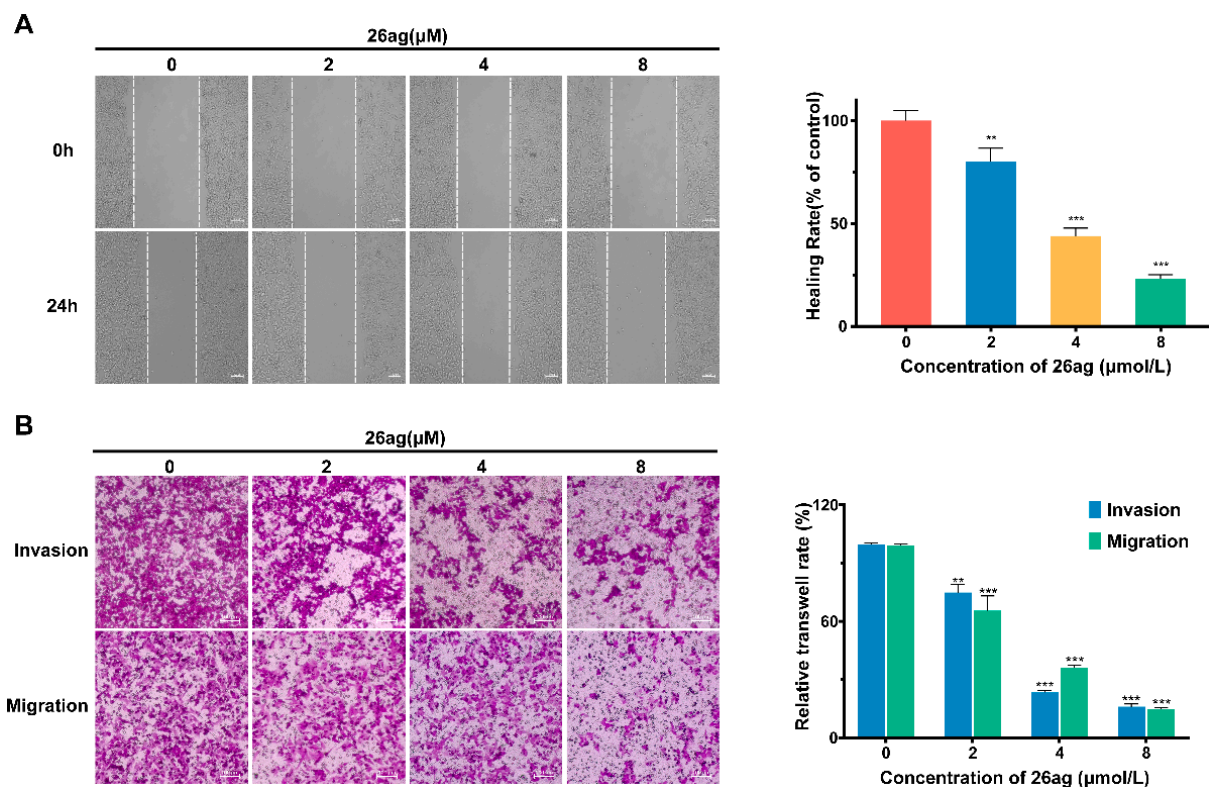 A
26ag(μM)
0 2 4 8
0h
24h
Healing Rate(% of control)
100
50
0
**
***
***
0 2 4 8
Concentration of 26ag (μmol/L)
B
26ag(μM)
0 2 4 8
Invasion
Migration
Relative transwell rate (%)
120
60
0
Invasion
Migration
** ***
*** ***
*** ***
0 2 4 8
Concentration of 26ag (μmol/L)